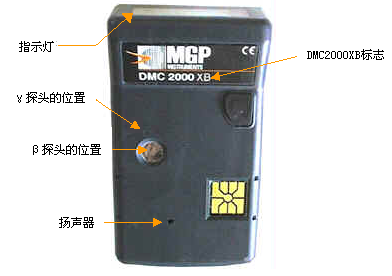 指示灯
MGP
INSTRUMENTS
CE
DMC 2000 XB
DMC2000XB标志
γ探头的位置
β探头的位置
扬声器